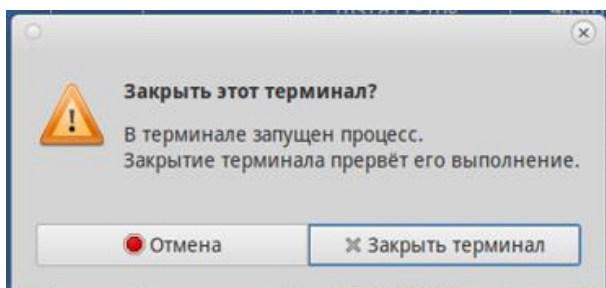 Закрыть этот терминал?
В терминале запущен процесс.
Закрытие терминала прервёт его выполнение.
Отмена
Закрыть терминал